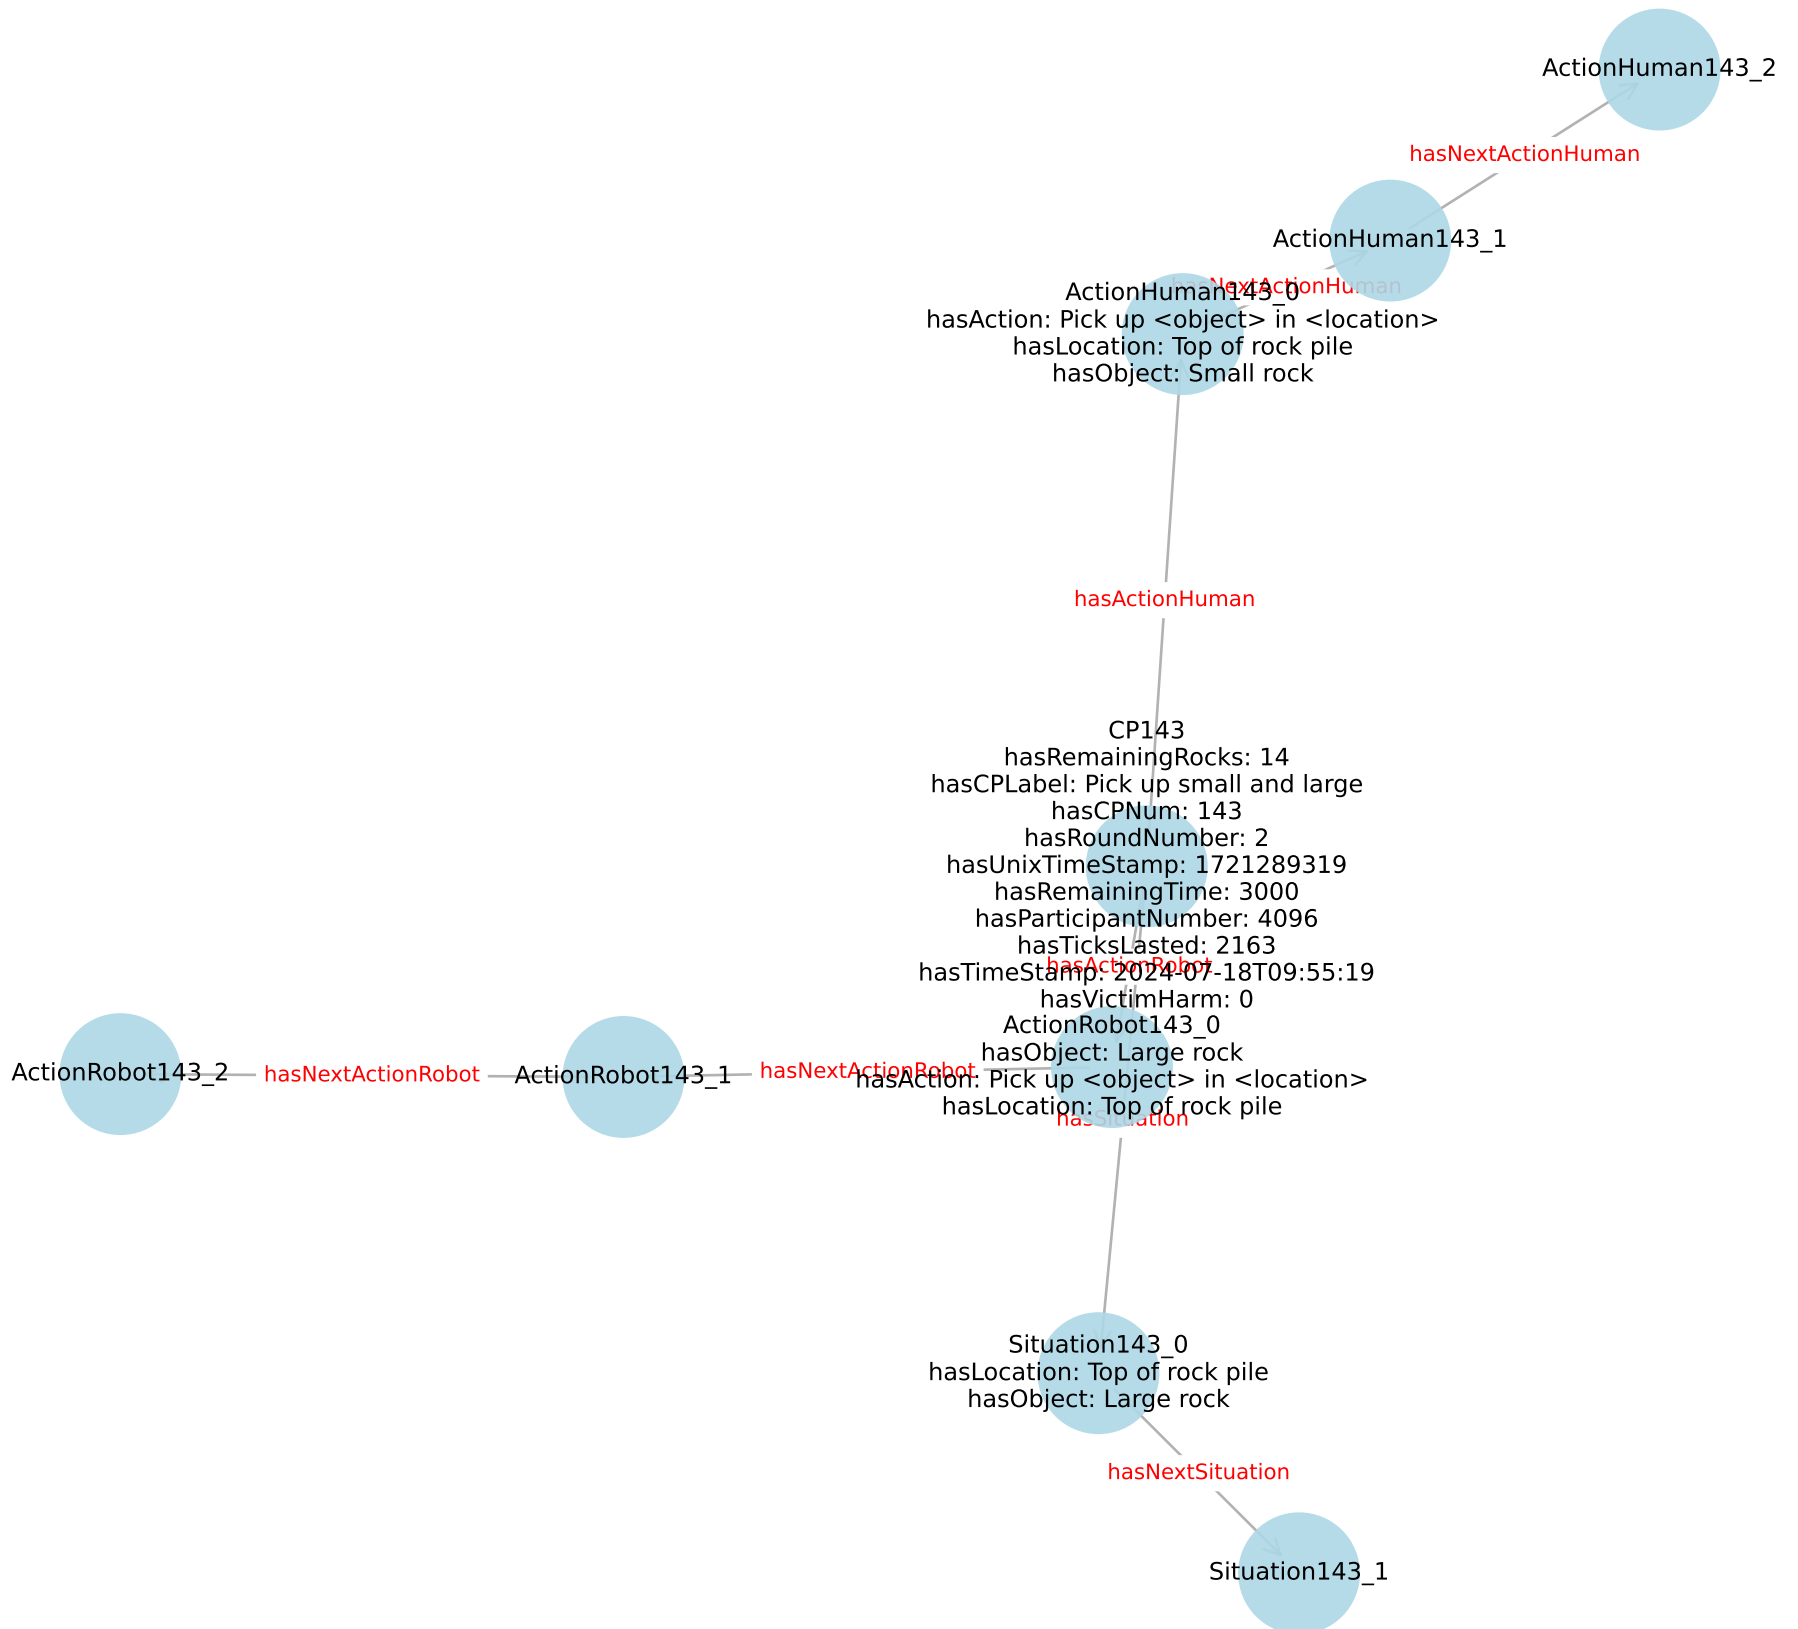 ActionHuman143_2
hasNextActionHuman
ActionHuman143_1
hasNextActionHuman
ActionHuman143_0
hasAction: Pick up <object> in <location>
hasLocation: Top of rock pile
hasObject: Small rock
hasActionHuman
CP143
hasRemainingRocks: 14
hasCPLabel: Pick up small and large
hasCPNum: 143
hasRoundNumber: 2
hasUnixTimeStamp: 1721289319
hasRemainingTime: 3000
hasParticipantNumber: 4096
hasTicksLasted: 2163
hasActionRobot
hasTimeStamp: 2024-07-18T09:55:19
hasVictimHarm: 0
ActionRobot143_0
hasObject: Large rock
hasAction: Pick up <object> in <location>
hasLocation: Top of rock pile
hasSituation
ActionRobot143_2
hasNextActionRobot
ActionRobot143_1
hasNextActionRobot
Situation143_0
hasLocation: Top of rock pile
hasObject: Large rock
hasNextSituation
Situation143_1